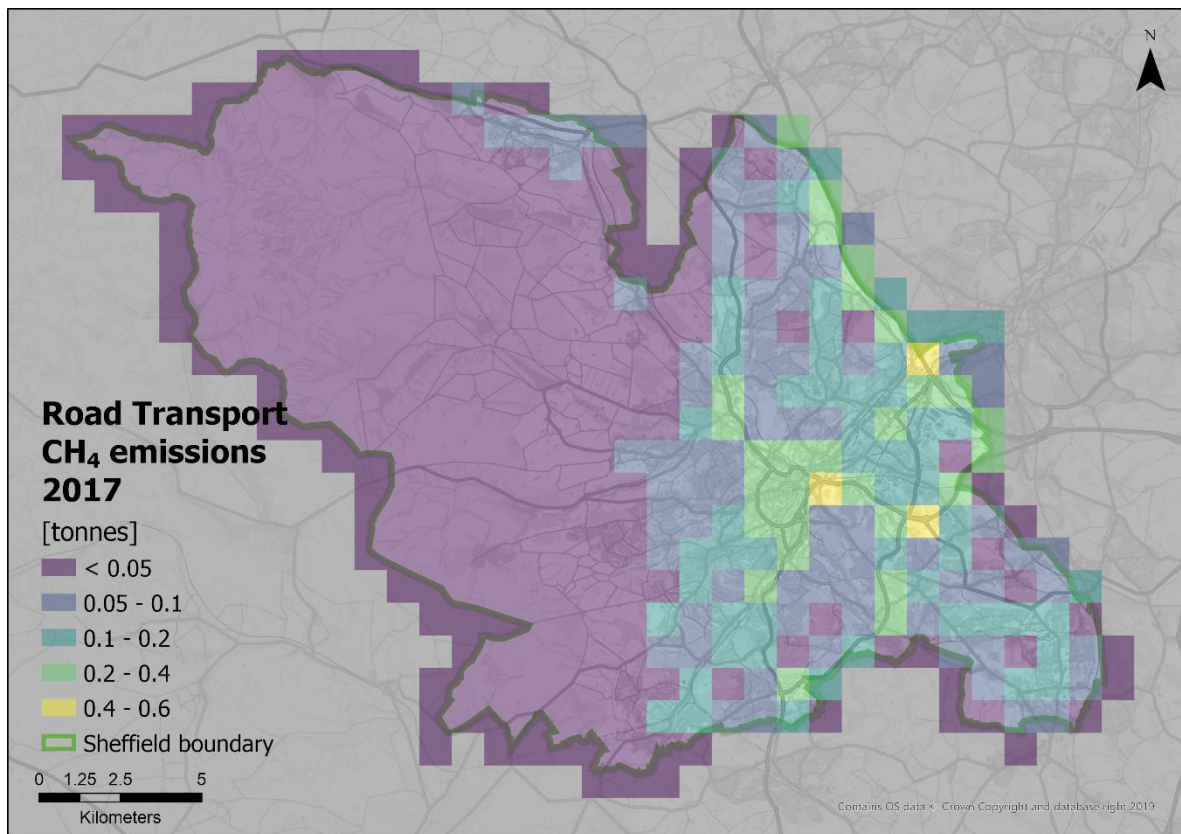 N
Road Transport
CH₄ emissions
2017
[tonnes]
< 0.05
0.05 - 0.1
0.1 - 0.2
0.2 - 0.4
0.4 - 0.6
Sheffield boundary
0 1.25 2.5 5
Kilometers
Contains OS data © Crown Copyright and database right 2019